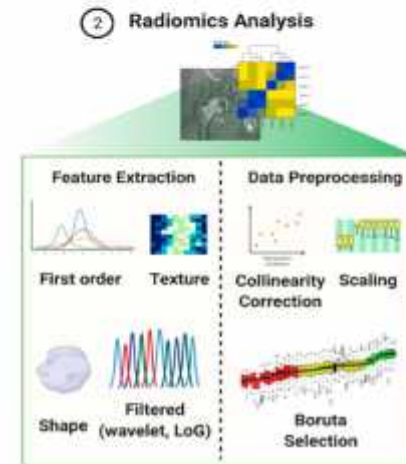 2 Radiomics Analysis
Feature Extraction
First order
Texture
Shape
Filtered
(wavelet, LoG)
Data Preprocessing
Collinearity
Correction
Scaling
Boruta
Selection